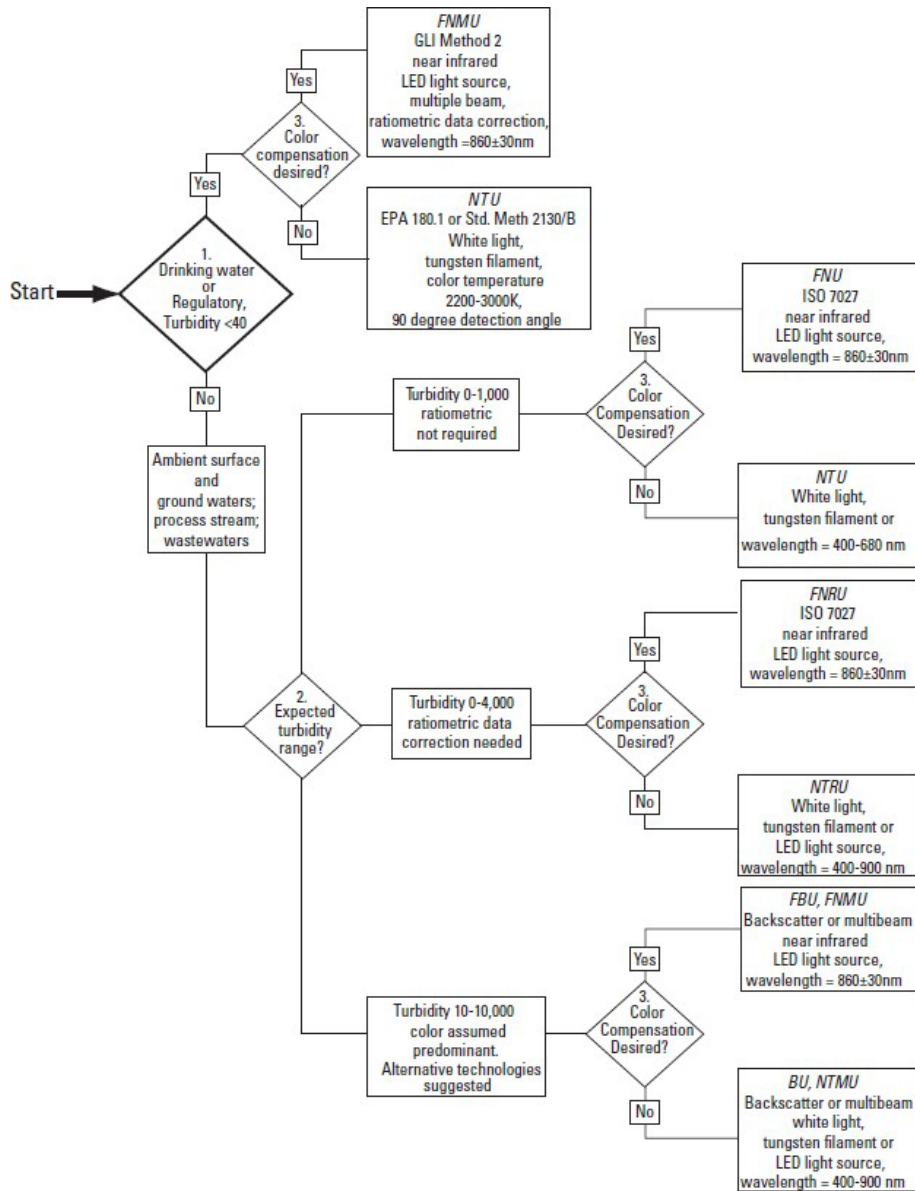 FNMU
GLI Method 2
near infrared
LED light source,
multiple beam,
ratiometric data correction,
wavelength =860±30nm
Yes
3.
Color
compensation
desired?
Yes
No
NTU
EPA 180.1 or Std. Meth 2130/B
White light,
tungsten filament,
color temperature
2200-3000K,
90 degree detection angle
Start
1.
Drinking water
or
Regulatory,
Turbidity <40
No
Ambient surface
and
ground waters;
process stream;
wastewaters
2.
Expected
turbidity
range?
Turbidity 0-1,000
ratiometric
not required
3.
Color
Compensation
Desired?
Yes
FNU
ISO 7027
near infrared
LED light source,
wavelength = 860±30nm
No
NTU
White light,
tungsten filament or
wavelength = 400-680 nm
Turbidity 0-4,000
ratiometric data
correction needed
3.
Color
Compensation
Desired?
Yes
FNRU
ISO 7027
near infrared
LED light source,
wavelength = 860±30nm
No
NTRU
White light,
tungsten filament or
LED light source,
wavelength = 400-900 nm
Turbidity 10-10,000
color assumed
predominant.
Alternative technologies
suggested
3.
Color
Compensation
Desired?
Yes
FBU, FNMU
Backscatter or multibeam
near infrared
LED light source,
wavelength = 860±30nm
No
BU, NTMU
Backscatter or multibeam
white light,
tungsten filament or
LED light source,
wavelength = 400-900 nm